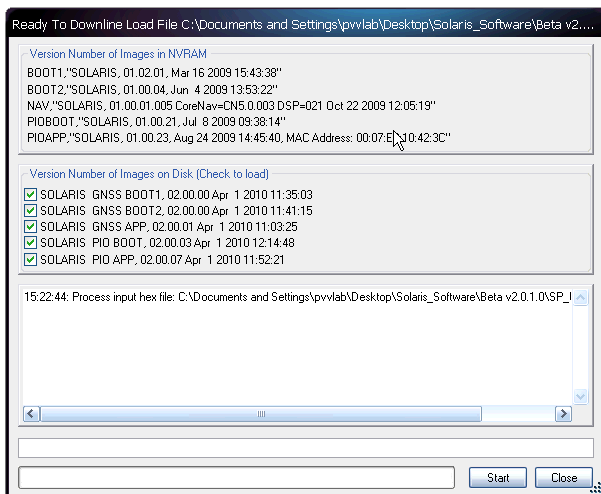 Ready To Downline Load File C:\Documents and Settings\pvvlab\Desktop\Solaris_Software\Beta v2....
Version Number of Images in NVRAM
BOOT1,"SOLARIS, 01.02.01, Mar 16 2009 15:43:38"
BOOT2,"SOLARIS, 01.00.04, Jun 4 2009 13:53:22"
NAV,"SOLARIS, 00.01.01.005 CoreNav=CN5.0.003 DSP=021 Oct 22 2009 12:05:19"
PIOBOOT,"SOLARIS, 01.00.21, Jul 8 2009 09:38:14"
PIOAPP,"SOLARIS, 01.00.23, Aug 24 2009 14:45:40, MAC Address: 10:42:3C"
Version Number of Images on Disk (Check to load)
SOLARIS GNSS BOOT1, 02.00.00 Apr 1 2010 11:35:03
SOLARIS GNSS BOOT2, 02.00.00 Apr 1 2010 11:41:15
SOLARIS GNSS APP, 02.00.01 Apr 1 2010 11:03:25
SOLARIS PIO BOOT, 02.00.03 Apr 1 2010 12:14:48
SOLARIS PIO APP, 02.00.07 Apr 1 2010 11:52:21
15:22:44: Process input hex file: C:\Documents and Settings\pvvlab\Desktop\Solaris_Software\Beta v2.0.1.0\SP_
Start
Close